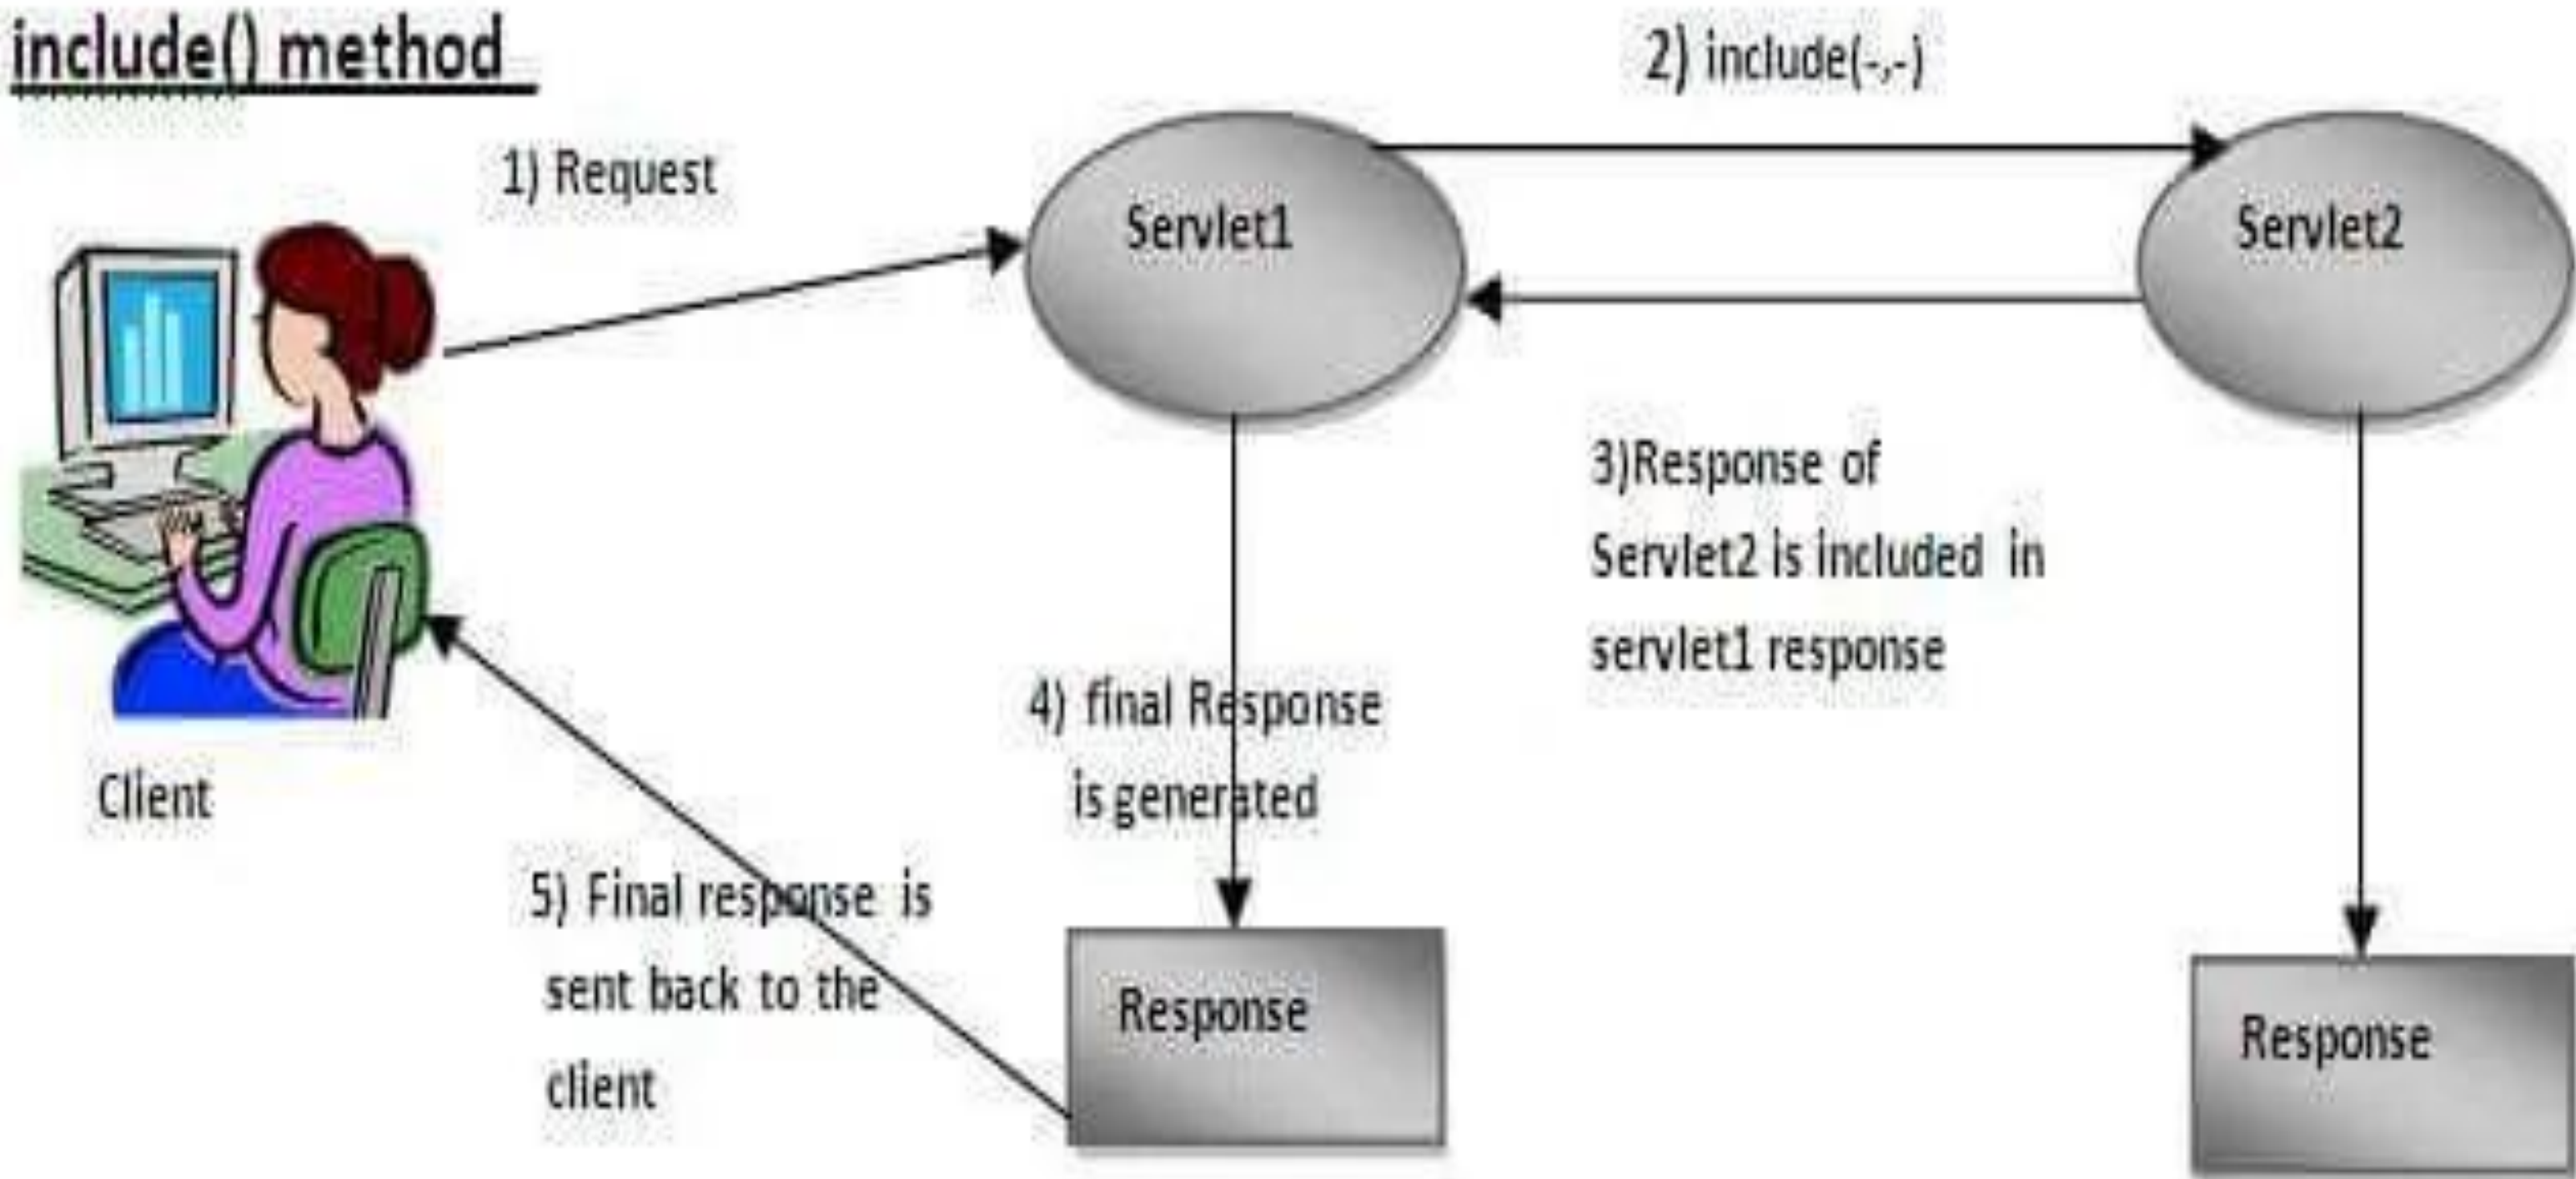 include() method
1) Request
2) include(-,-)
Servlet1
Servlet2
3)Response of
Servlet2 is included in
servlet1 response
4) final Response
is generated
Client
5) Final response is
sent back to the
client
Response
Response